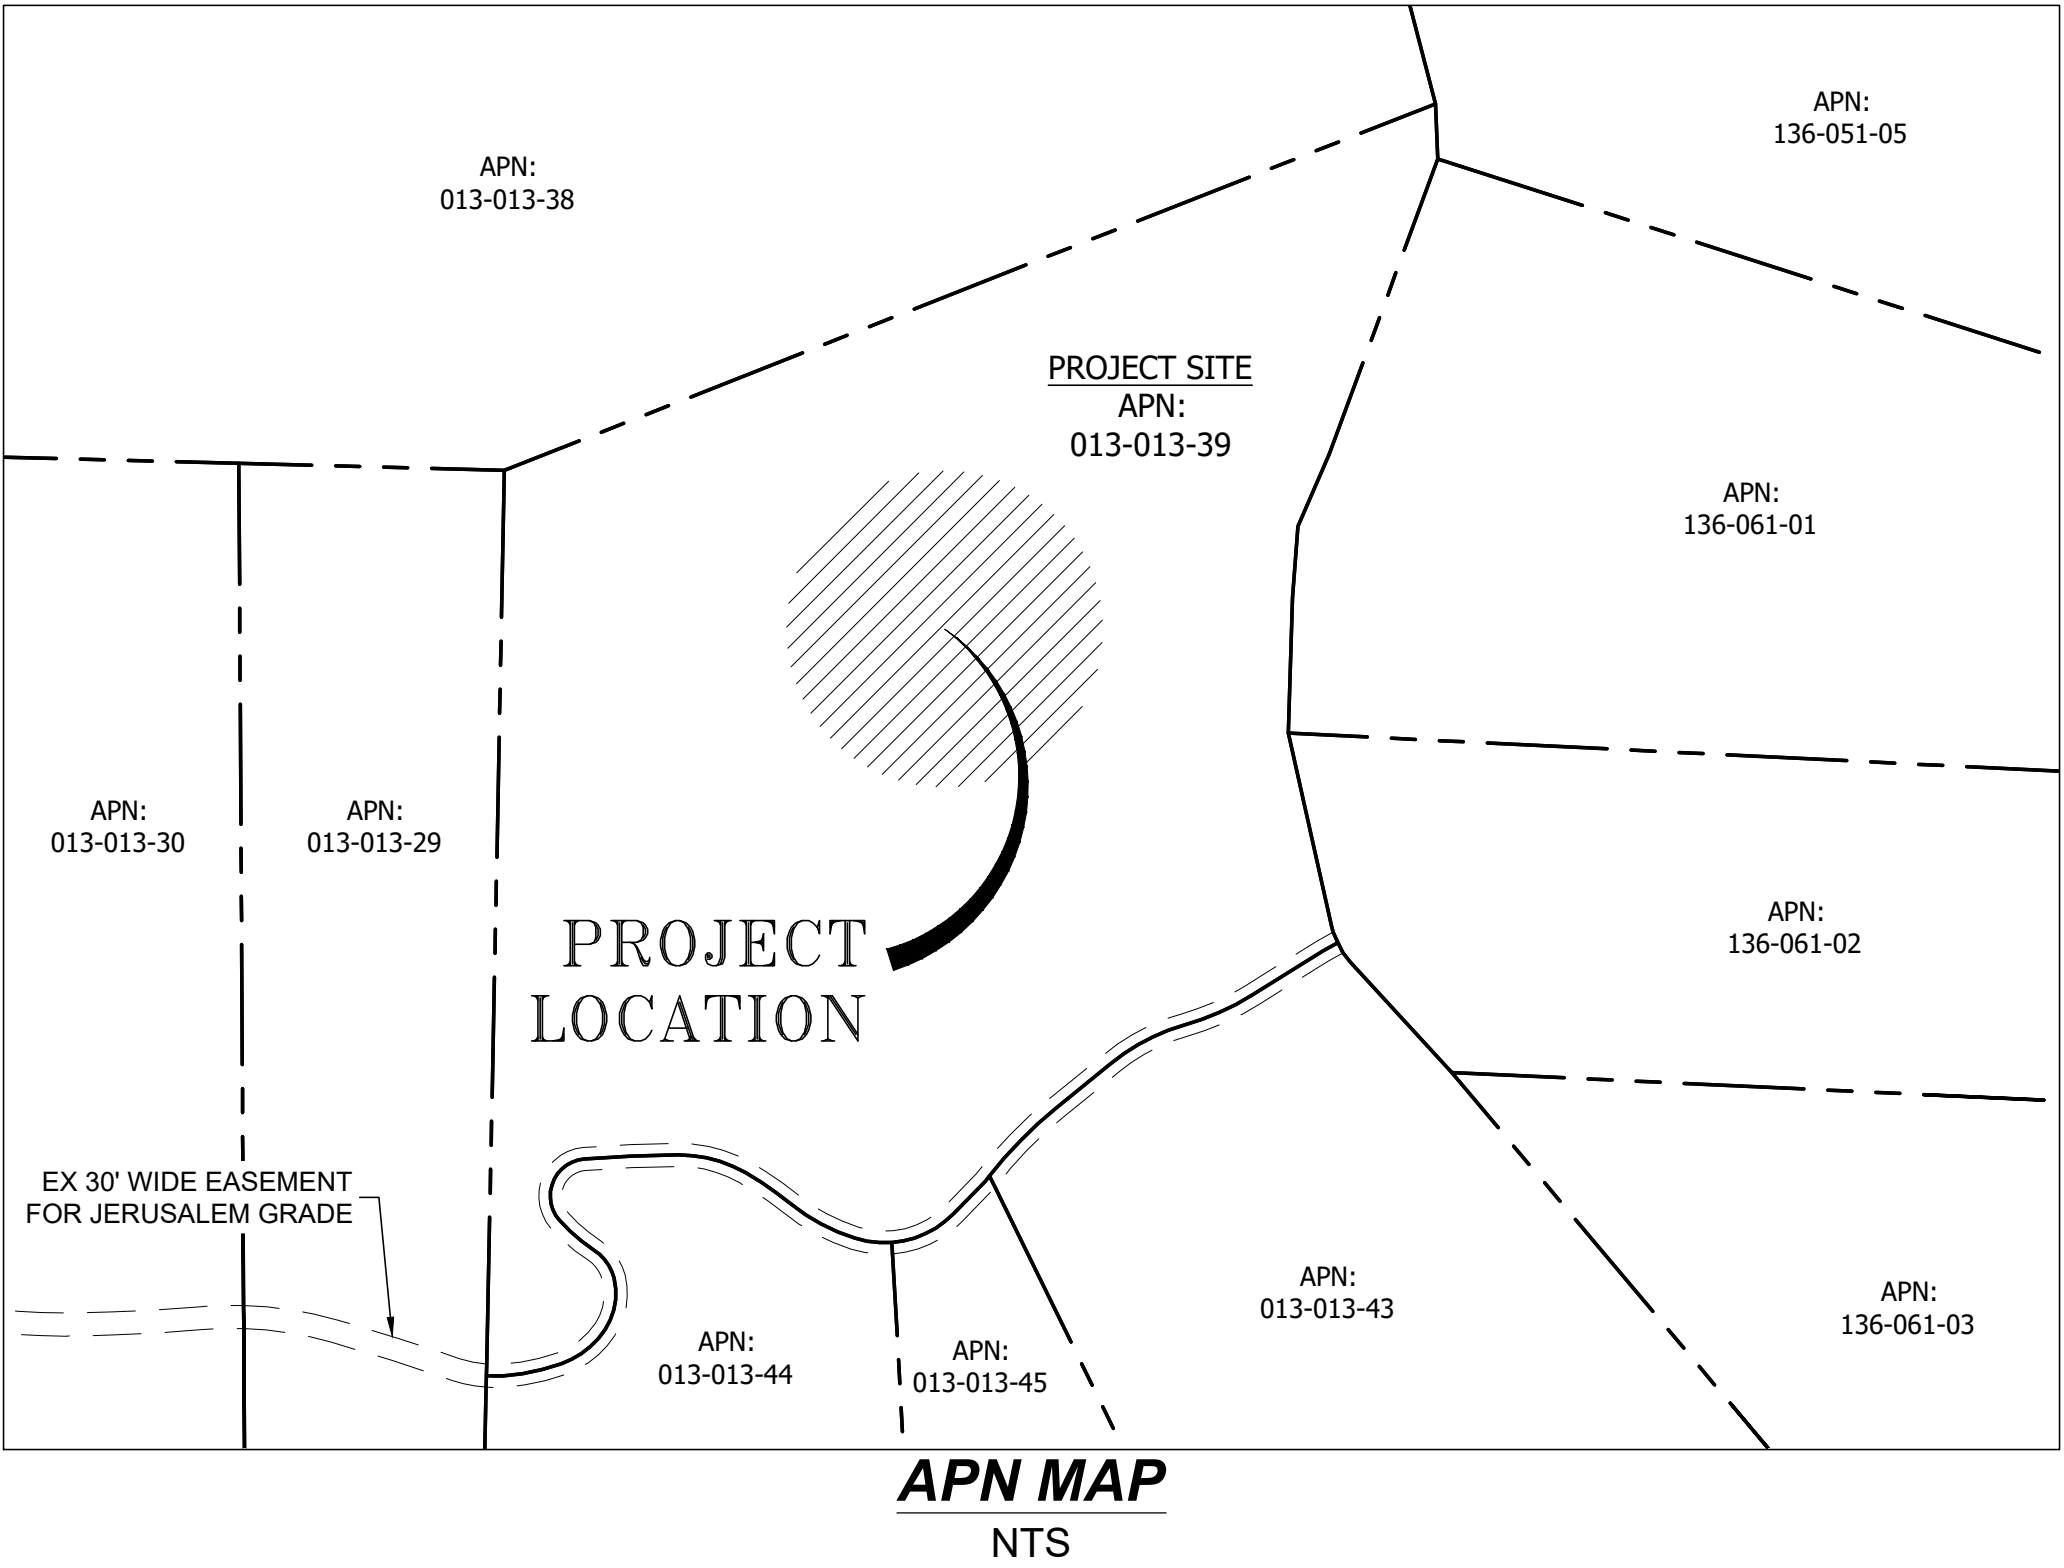 APN:
136-051-05
APN:
013-013-38
PROJECT SITE
APN:
013-013-39
APN:
136-061-01
APN:
013-013-30
APN:
013-013-29
PROJECT
LOCATION
APN:
136-061-02
EX 30' WIDE EASEMENT
FOR JERUSALEM GRADE
APN:
013-013-43
APN:
136-061-03
APN:
013-013-44
APN:
013-013-45
APN MAP
NTS